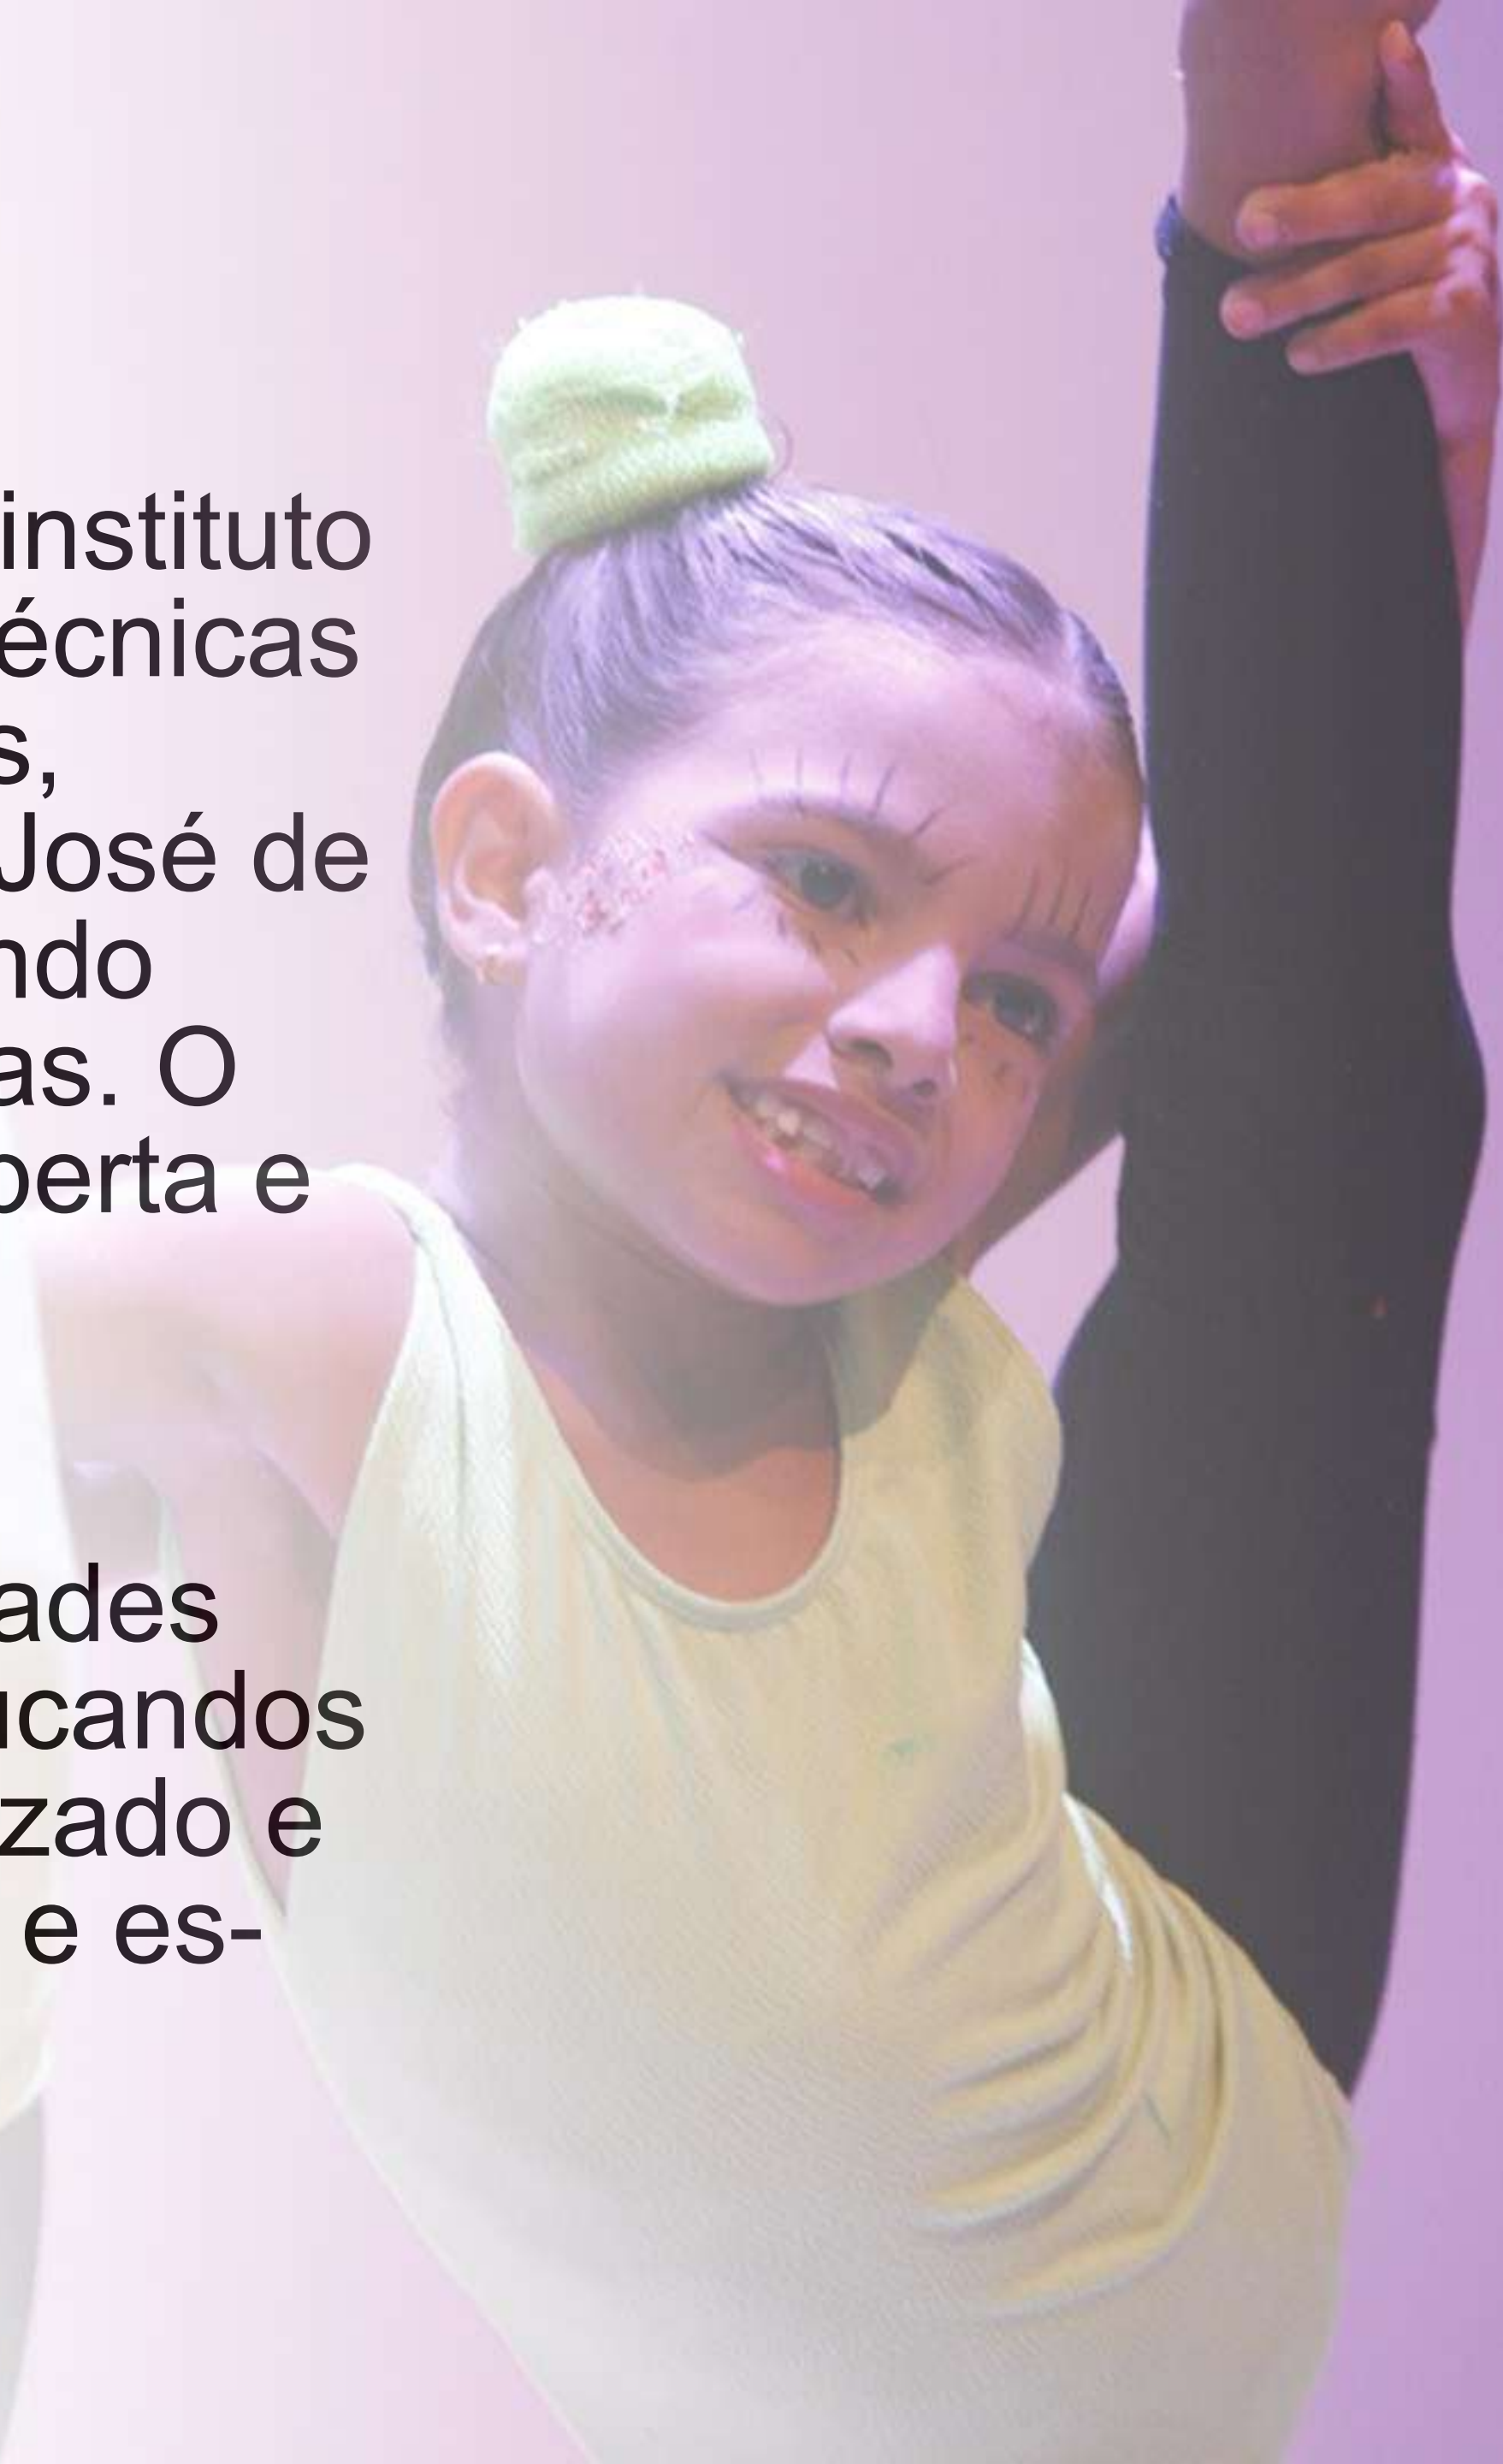 instituto
écnicas
s,
José de
ndo
as. O
berta e
ades
ucandos
zado e
e es-